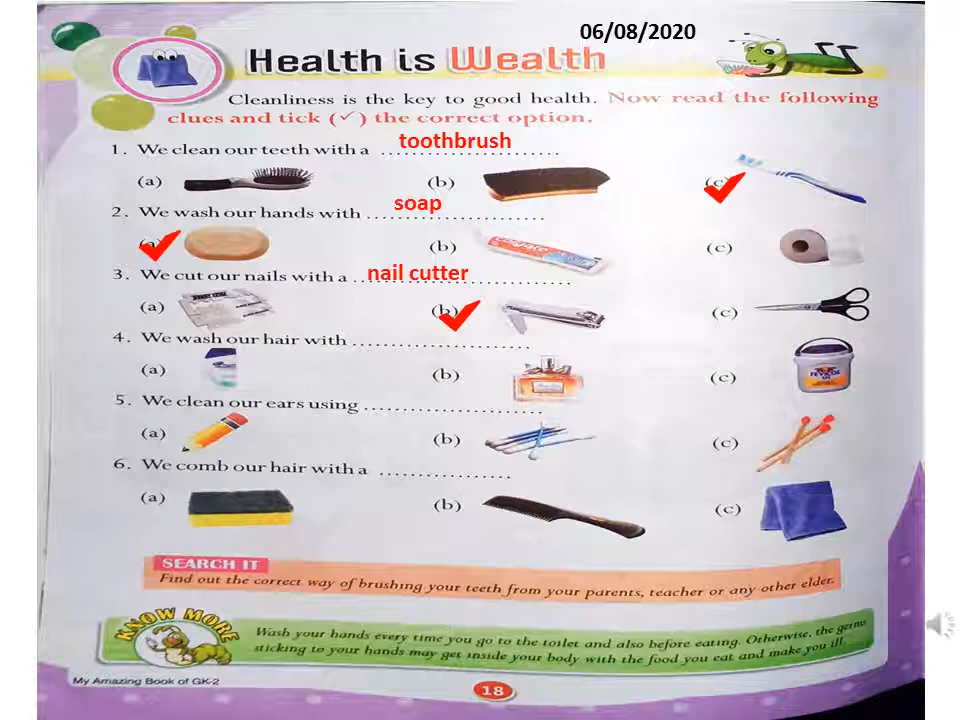 06/08/2020
Health is Wealth
Cleanliness is the key to good health. Now read the following
clues and tick (✓) the correct option.
1. We clean our teeth with a ...toothbrush.......
(a) (b) (c)
2. We wash our hands with ...soap.......
(a) (b) (c)
3. We cut our nails with a ...nail cutter.......
(a) (b) (c)
4. We wash our hair with .......................
(a) (b) (c)
5. We clean our ears using .......................
(a) (b) (c)
6. We comb our hair with a .................
(a) (b) (c)
SEARCH IT
Find out the correct way of brushing your teeth from your parents, teacher or any other elder.
KNOW MORE
Wash your hands every time you go to the toilet and also before eating. Otherwise, the germs
sticking to your hands may get inside your body with the food you eat and make you ill.
My Amazing Book of GK-2
18